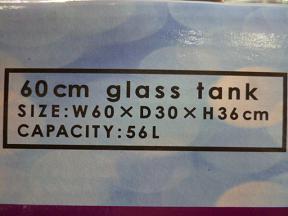 60cm glass tank
SIZE:W60×D30×H36cm
CAPACITY:56L